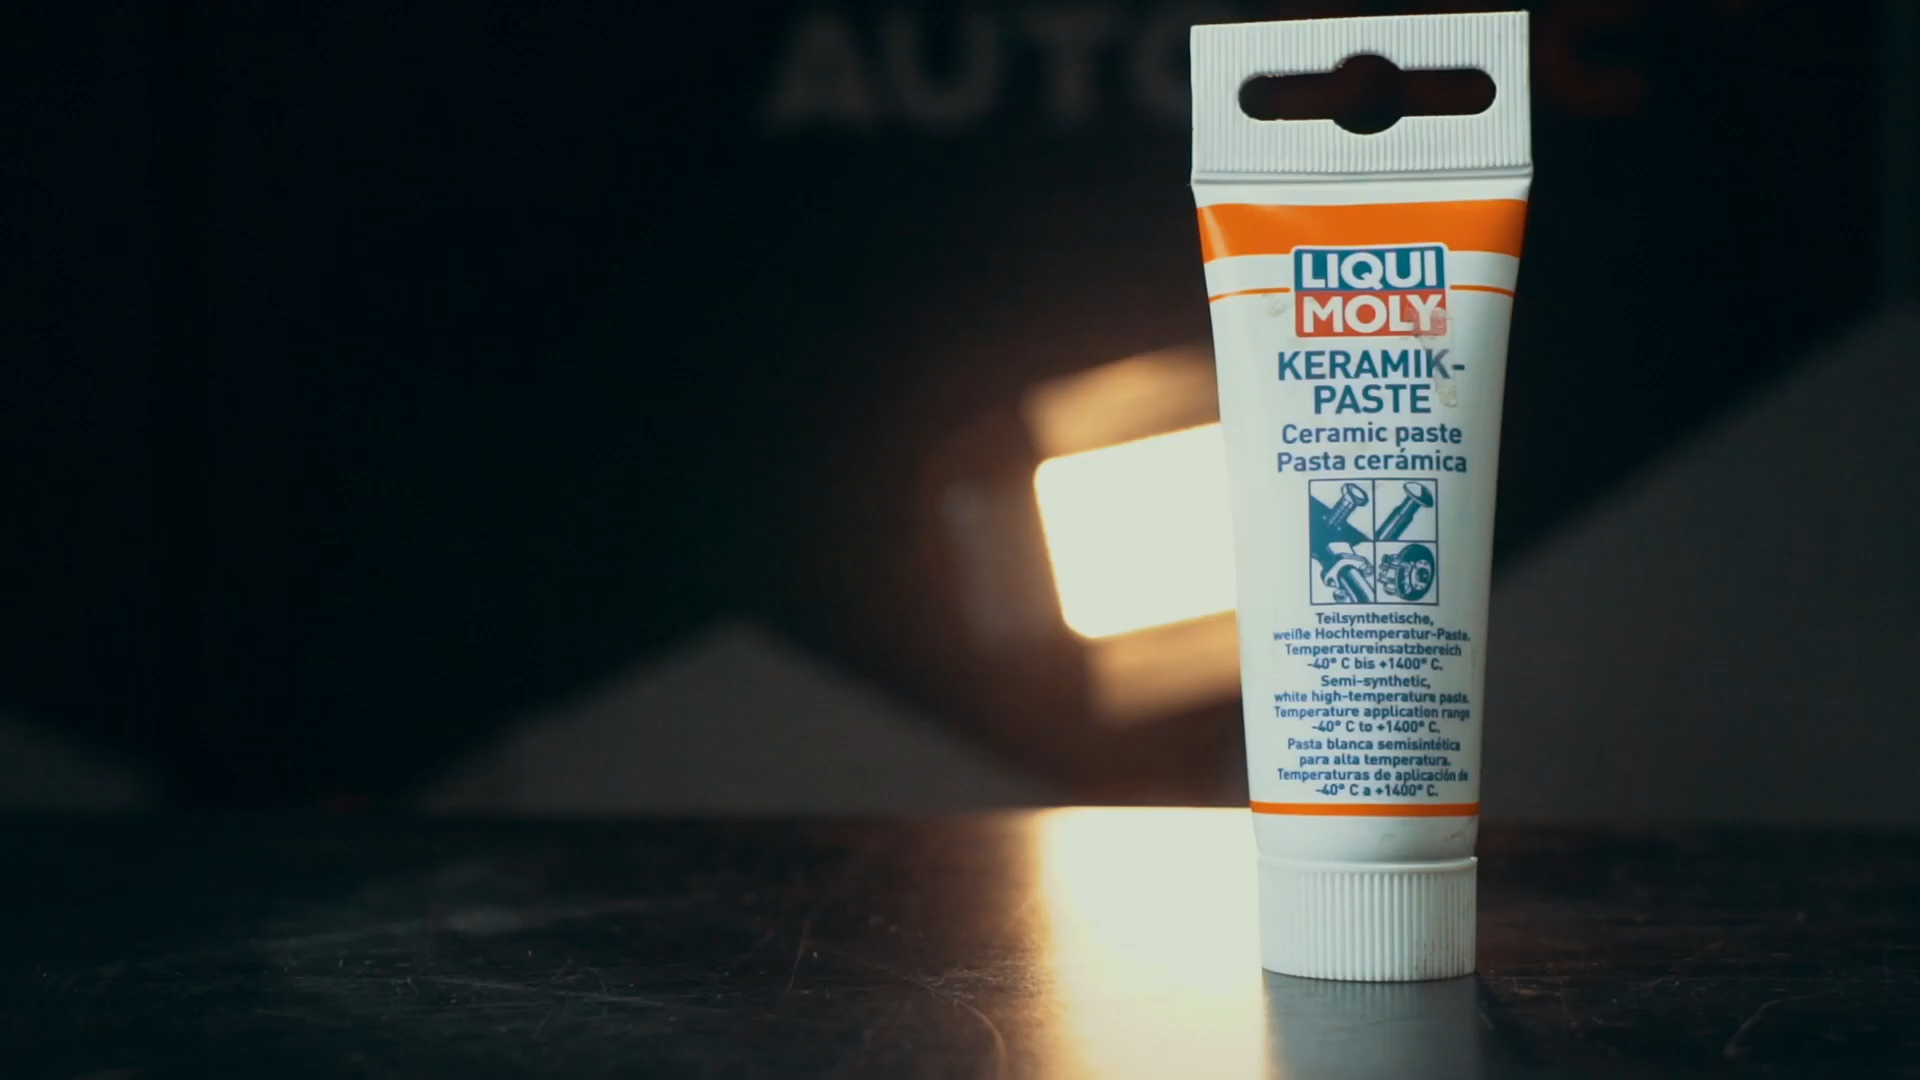 AUTO
LIQUI
MOLY
KERAMIK-
PASTE
Ceramic paste
Pasta cerámica
Teilsynthetische,
weiße Hochtemperatur-Paste.
Temperatureinsatzbereich
-40° C bis +1400° C.
Semi-synthetic,
white high-temperature paste.
Temperature application range
-40° C to +1400° C.
Pasta blanca semisintética
para alta temperatura.
Temperaturas de aplicación de
-40° C a +1400° C.